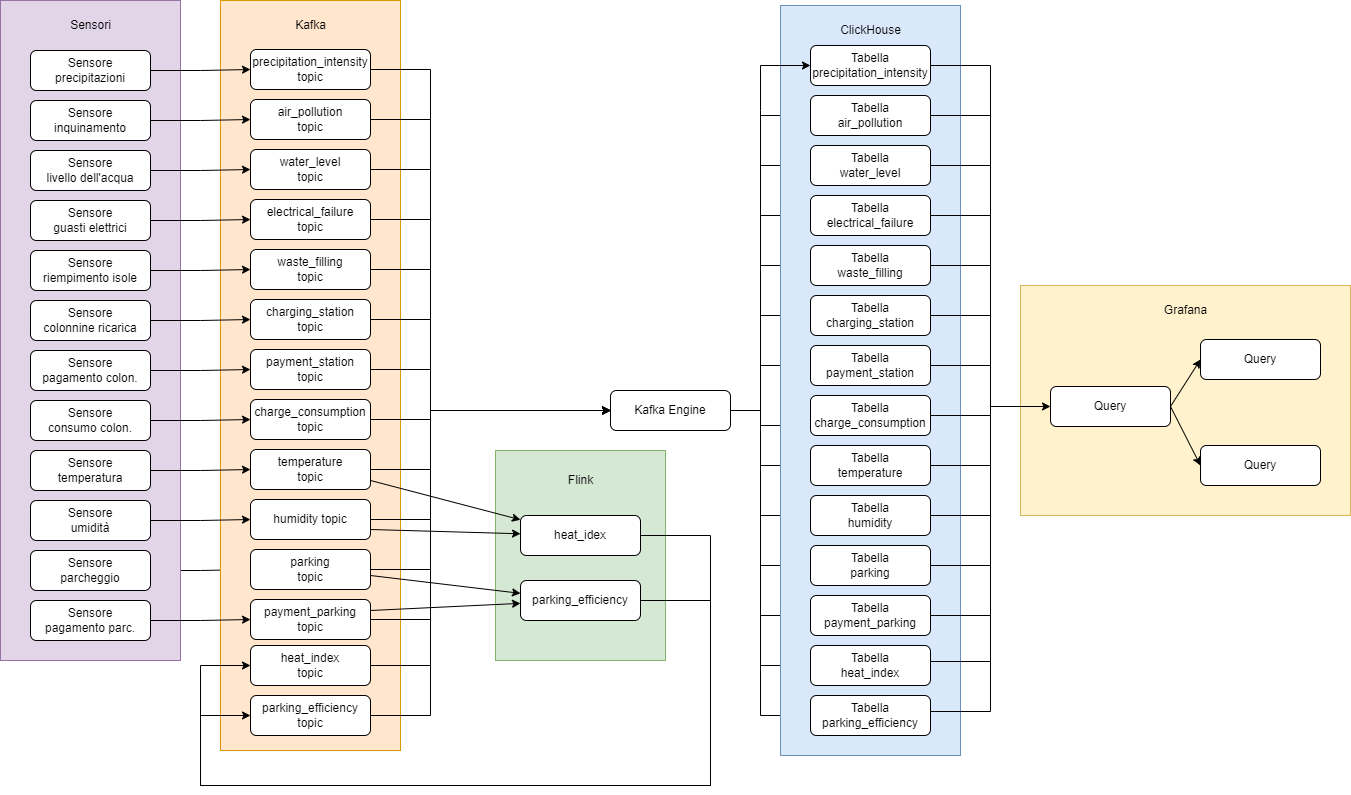 Sensori
Sensore
precipitazioni
Sensore
inquinamento
Sensore
livello dell'acqua
Sensore
guasti elettrici
Sensore
riempimento isole
Sensore
colonnine ricarica
Sensore
pagamento colon.
Sensore
consumo colon.
Sensore
temperatura
Sensore
umidità
Sensore
parcheggio
Sensore
pagamento parc.
Kafka
precipitation_intensity
topic
air_pollution
topic
water_level
topic
electrical_failure
topic
waste_filling
topic
charging_station
topic
payment_station
topic
charge_consumption
topic
temperature
topic
humidity topic
parking
topic
payment_parking
topic
heat_index
topic
parking_efficiency
topic
Flink
heat_idex
parking_efficiency
Kafka Engine
ClickHouse
Tabella
precipitation_intensity
Tabella
air_pollution
Tabella
water_level
Tabella
electrical_failure
Tabella
waste_filling
Tabella
charging_station
Tabella
payment_station
Tabella
charge_consumption
Tabella
temperature
Tabella
humidity
Tabella
parking
Tabella
payment_parking
Tabella
heat_index
Tabella
parking_efficiency
Grafana
Query
Query
Query